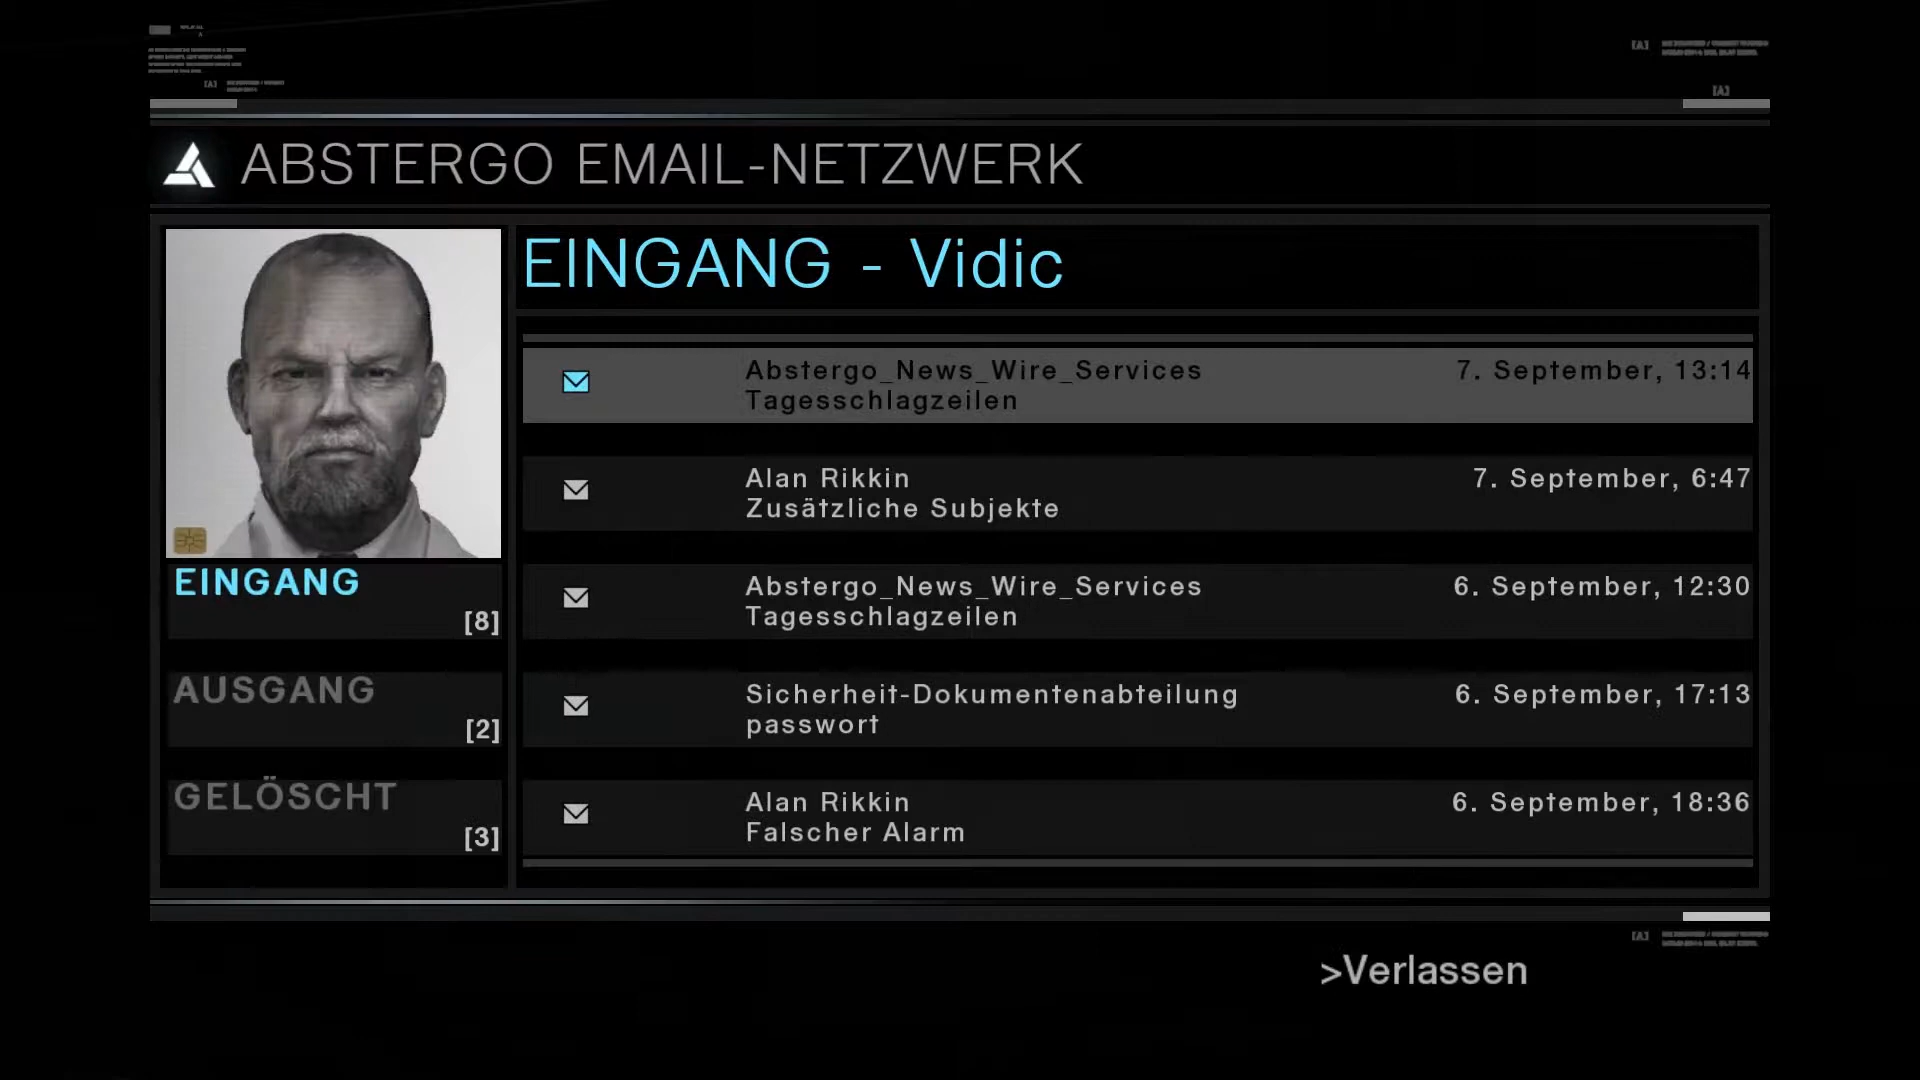 ABSTERGO EMAIL-NETZWERK
EINGANG - Vidic
EINGANG
[8]
AUSGANG
[2]
GELÖSCHT
[3]
Abstergo_News_Wire_Services 7. September, 13:14
Tagesschlagzeilen
Alan Rikkin 7. September, 6:47
Zusätzliche Subjekte
Abstergo_News_Wire_Services 6. September, 12:30
Tagesschlagzeilen
Sicherheit-Dokumentenabteilung 6. September, 17:13
passwort
Alan Rikkin 6. September, 18:36
Falscher Alarm
>Verlassen